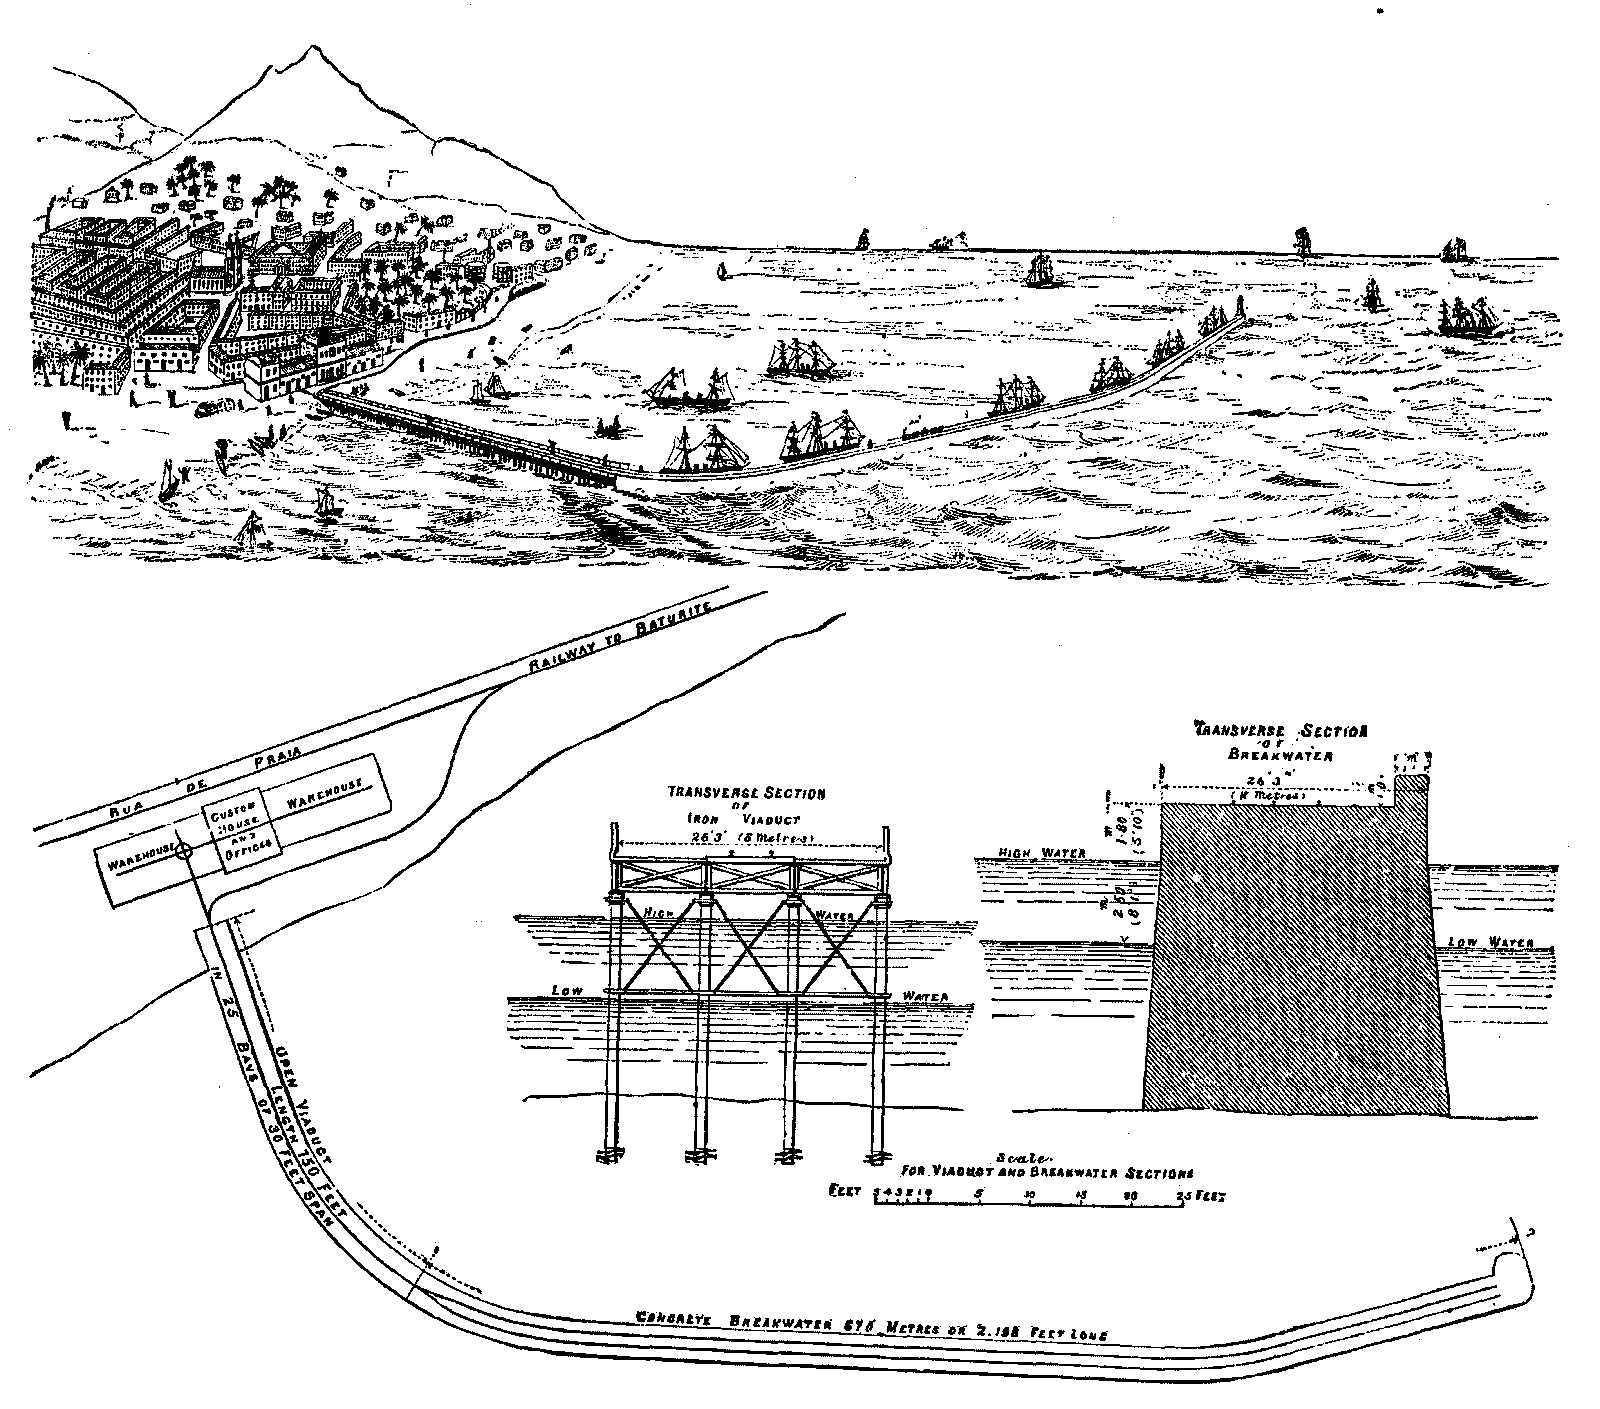 RAILWAY TO BATURITE
RUA DE PRAIA
WAREHOUSE
CUSTOM
HOUSE
AND
OFFICES
WAREHOUSE
IN 25 BAYS OF 30 FEET SPAN
OPEN VIADUCT
LENGTH 750 FEET
TRANSVERSE SECTION
OF
IRON VIADUCT
26'3" (8 Metres)
HIGH WATER
LOW WATER
TRANSVERSE SECTION
OF
BREAKWATER
26'3"
(8 Metres)
m
1·80
(5'10")
HIGH WATER
m
2·50
LOW WATER
Scale
FOR VIADUCT AND BREAKWATER SECTIONS
FEET 5 4 3 2 1 0 5 10 15 20 25 FEET
CONCRETE BREAKWATER 670 METRES OR FEET LONG